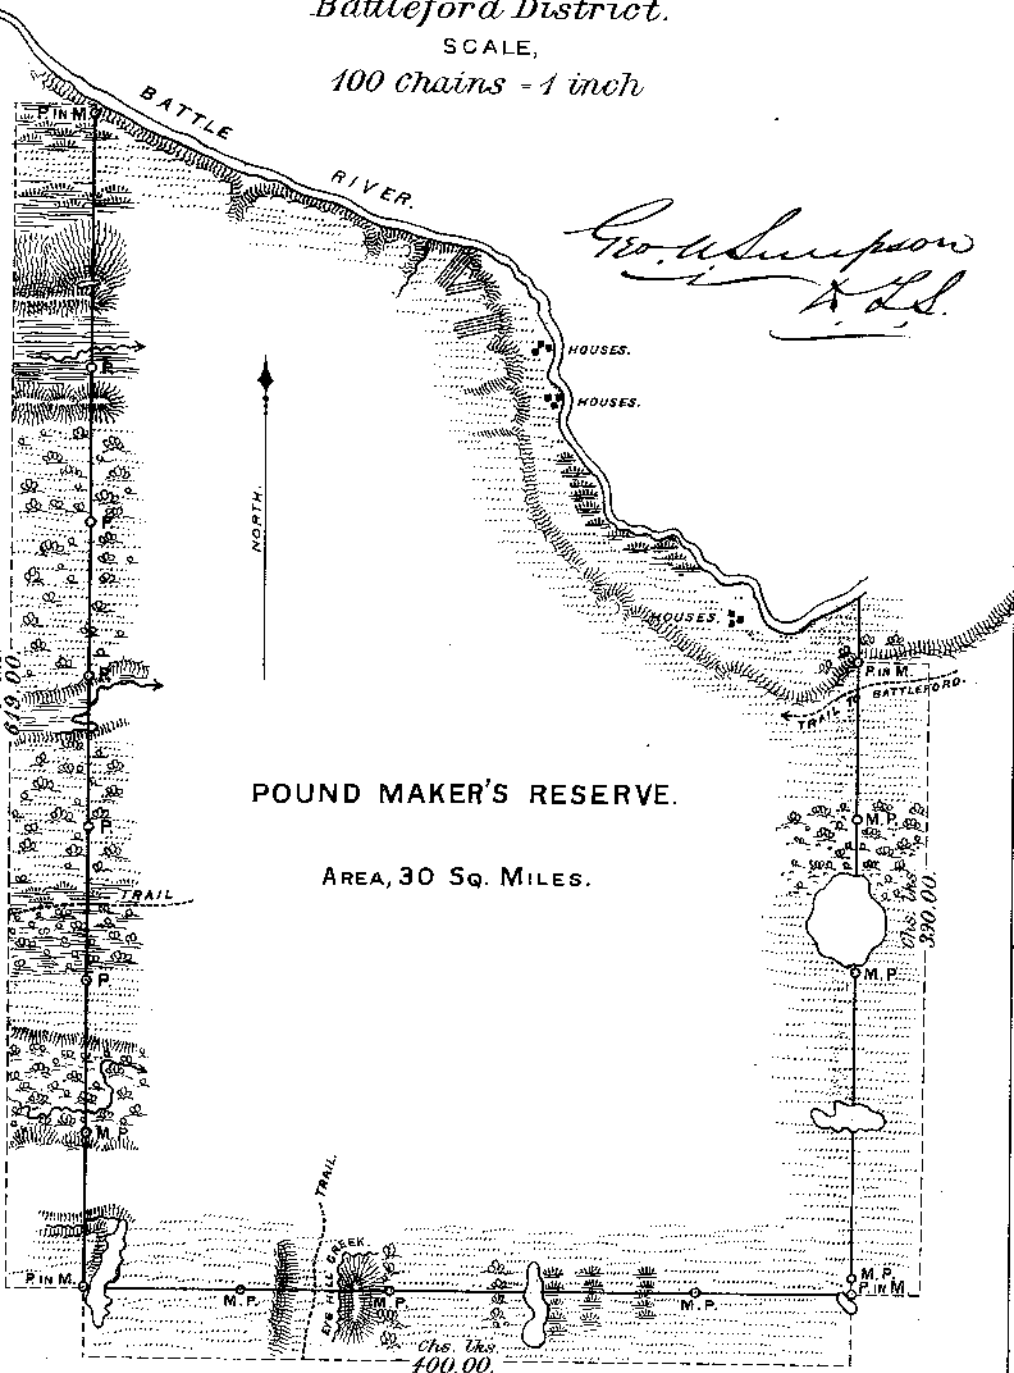 Battleford District.
SCALE,
100 Chains = 1 inch
BATTLE RIVER.
P. IN M.
Geo. A Simpson
D. L. S.
HOUSES.
HOUSES.
P.
NORTH.
P.
HOUSES.
P. IN M.
TRAIL TO BATTLEFORD.
P.
619.00
POUND MAKER'S RESERVE.
M. P.
P.
AREA, 30 SQ. MILES.
TRAIL
chs. lks
390.00.
M. P.
P.
M. P.
TRAIL.
EYE HILL CREEK.
P. IN M.
M. P.
M. P.
M. P.
M. P.
P. IN M
Chs. lks
400.00.